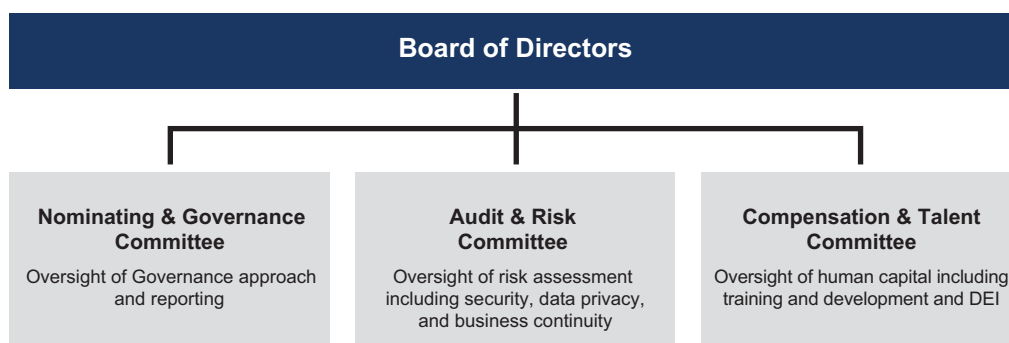 Board of Directors
Nominating & Governance
Committee
Oversight of Governance approach
and reporting
Audit & Risk
Committee
Oversight of risk assessment
including security, data privacy,
and business continuity
Compensation & Talent
Committee
Oversight of human capital including
training and development and DEI